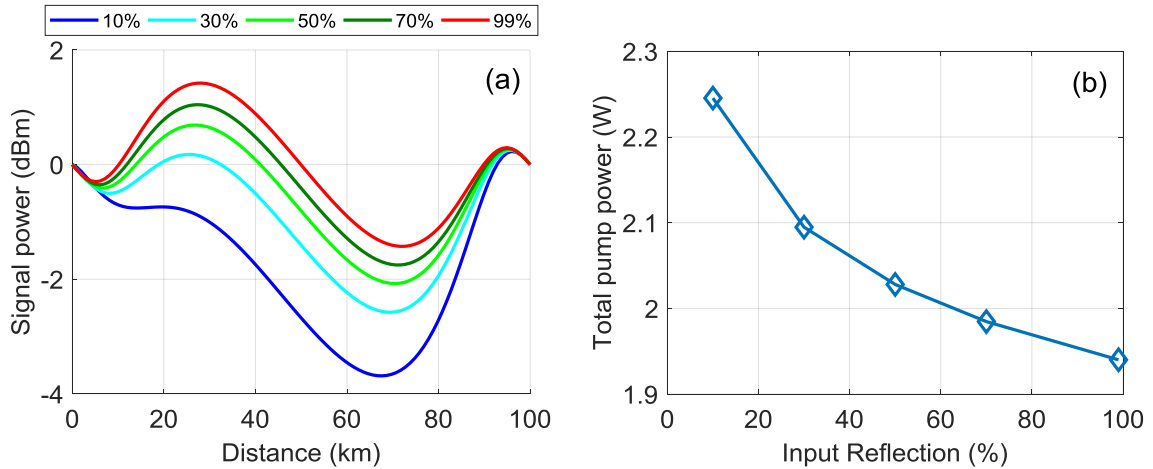 10% 30% 50% 70% 99%
(a)
Signal power (dBm)
2
0
-2
-4
0 20 40 60 80 100
Distance (km)
(b)
Total pump power (W)
2.3
2.2
2.1
2
1.9
0 20 40 60 80 100
Input Reflection (%)